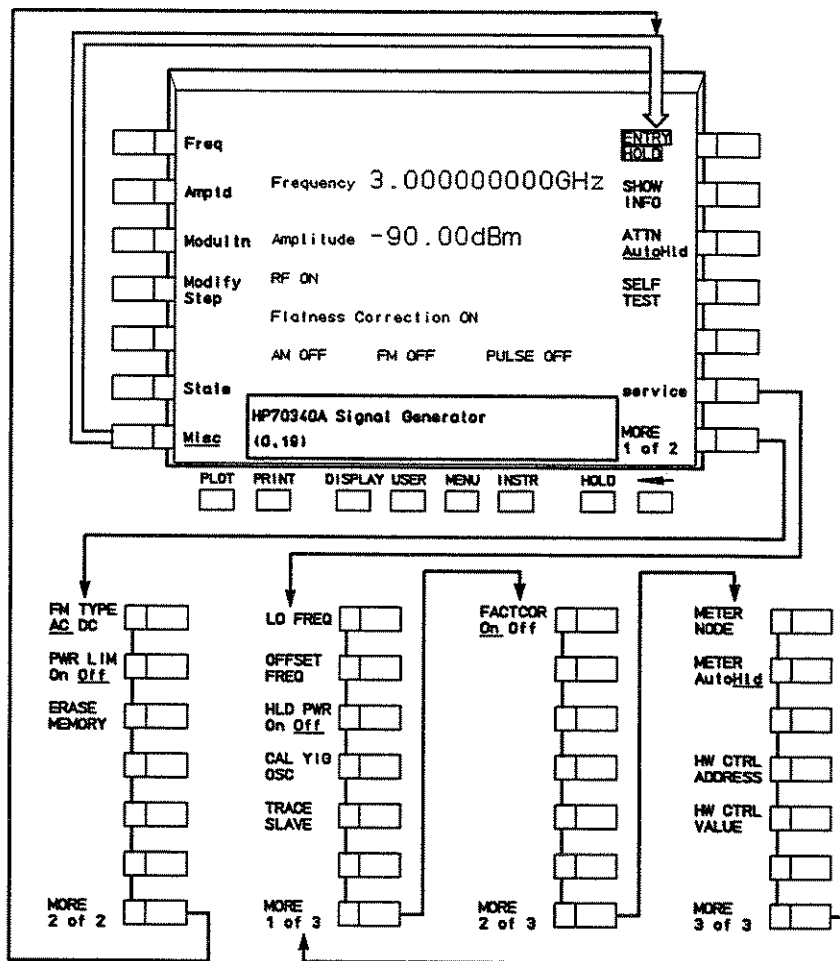 Freq
Amptd
Modultn
Modify
Step
State
Misc
Frequency 3.000000000GHz
Amplitude -90.00dBm
RF ON
Flatness Correction ON
AM OFF FM OFF PULSE OFF
HP70340A Signal Generator
(0,19)
ENTRY
HOLD
SHOW
INFO
ATTN
AutoHld
SELF
TEST
service
MORE
1 of 2
PLOT PRINT DISPLAY USER MENU INSTR HOLD
FM TYPE
AC DC
PWR LIM
On Off
ERASE
MEMORY
MORE
2 of 2
LO FREQ
OFFSET
FREQ
HLD PWR
On Off
CAL YIG
OSC
TRACE
SLAVE
MORE
1 of 3
FACTCOR
On Off
MORE
2 of 3
METER
NODE
METER
AutoHld
HW CTRL
ADDRESS
HW CTRL
VALUE
MORE
3 of 3